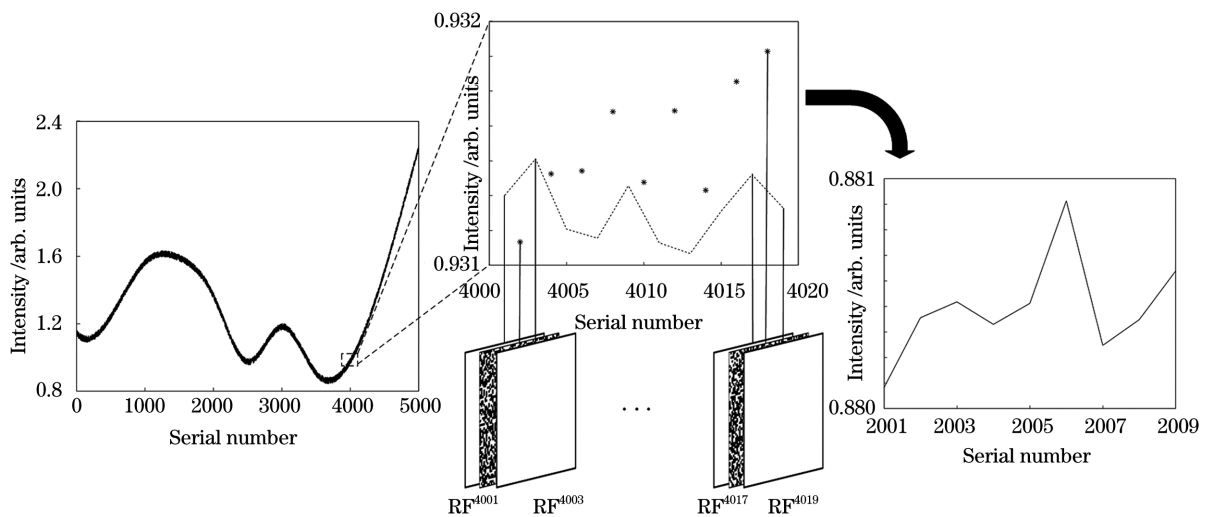 Intensity /arb. units
2.4
2.0
1.6
1.2
0.8
0 1000 2000 3000 4000 5000
Serial number
Intensity /arb. units
0.932
0.931
4000 4005 4010 4015 4020
Serial number
RF⁴⁰⁰¹ RF⁴⁰⁰³
...
RF⁴⁰¹⁷ RF⁴⁰¹⁹
Intensity /arb. units
0.881
0.880
2001 2003 2005 2007 2009
Serial number